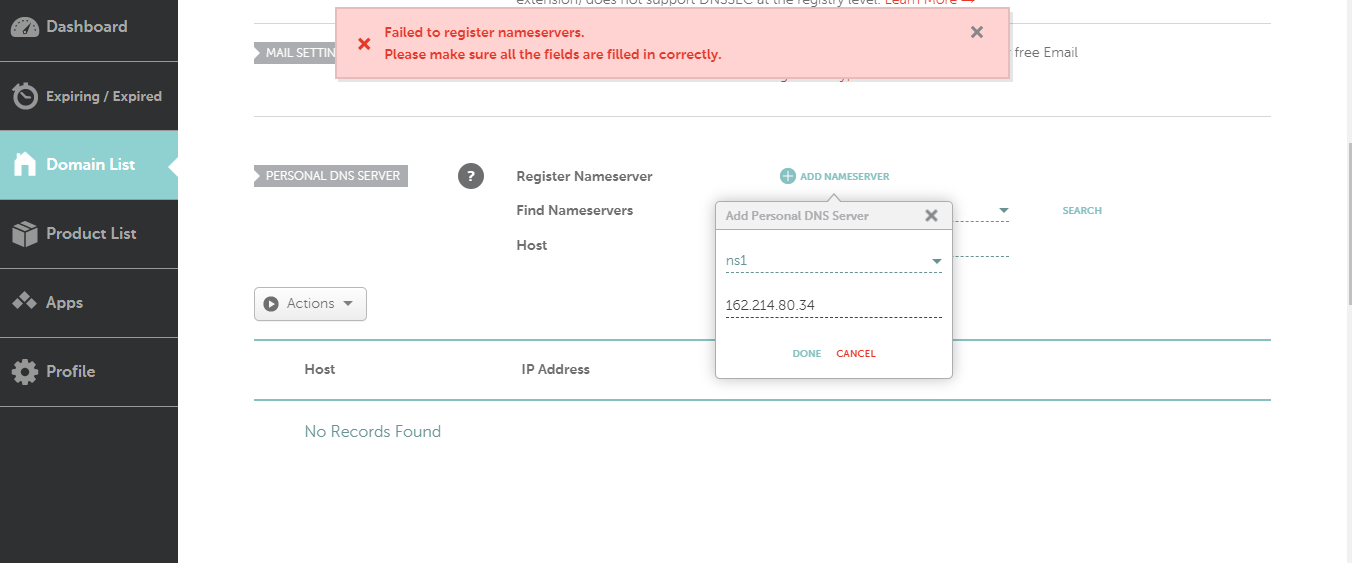 extension) does not support DNSSEC at the registry level. Learn More →
Dashboard
Expiring / Expired
Domain List
Product List
Apps
Profile
Failed to register nameservers.
Please make sure all the fields are filled in correctly.
MAIL SETTIN
r free Email
PERSONAL DNS SERVER
?
Register Nameserver
ADD NAMESERVER
Find Nameservers
SEARCH
Host
Add Personal DNS Server
ns1
162.214.80.34
DONE CANCEL
Actions
Host IP Address
No Records Found